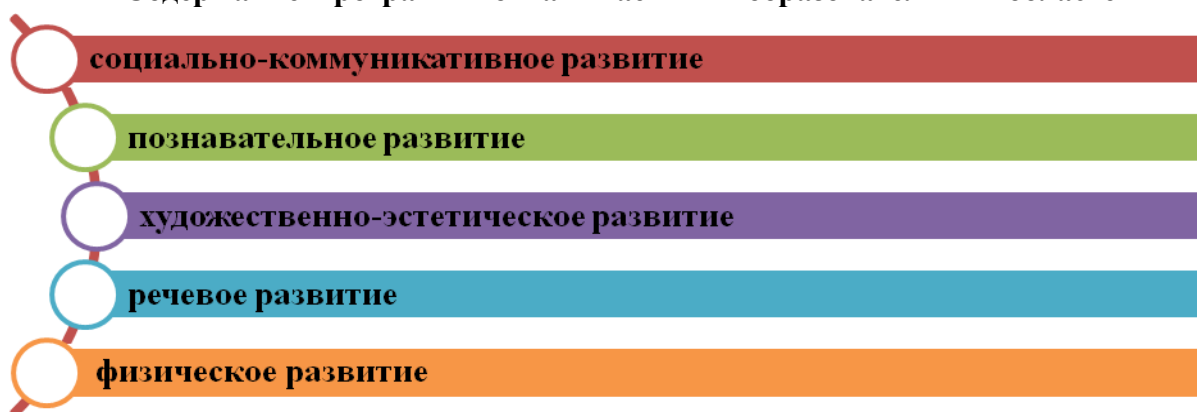 социально-коммуникативное развитие
познавательное развитие
художественно-эстетическое развитие
речевое развитие
физическое развитие